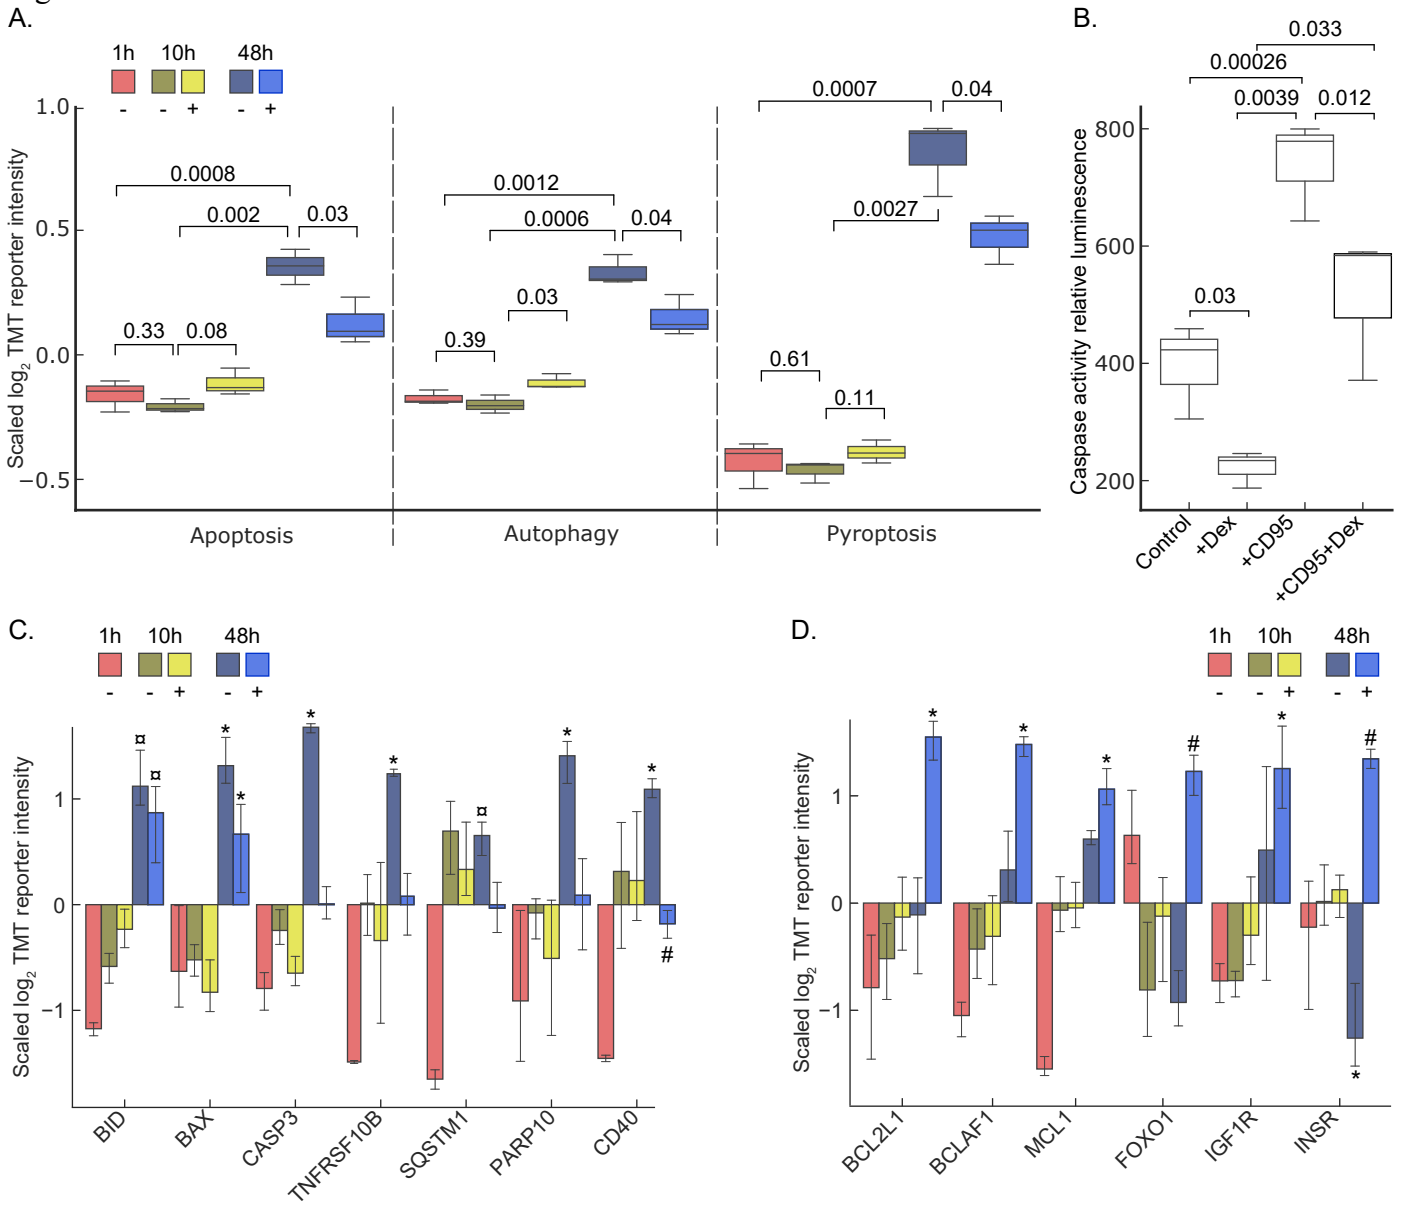 A.
1h 10h 48h
- - + - +
Scaled log2 TMT reporter intensity
1.0
0.5
0.0
−0.5
0.0008
0.002
0.03
0.33
0.08
0.0012
0.0006
0.04
0.03
0.39
0.0007
0.04
0.0027
0.61
0.11
Apoptosis Autophagy Pyroptosis
B.
0.033
0.00026
0.0039
0.012
0.03
Caspase activity relative luminescence
800
600
400
200
Control
+Dex
+CD95
+CD95+Dex
C.
1h 10h 48h
- - + - +
Scaled log2 TMT reporter intensity
1
0
−1
¤ ¤ * * * * ¤ * * #
BID
BAX
CASP3
TNFRSF10B
SQSTM1
PARP10
CD40
D.
1h 10h 48h
- - + - +
Scaled log2 TMT reporter intensity
1
0
−1
* * * # * # *
BCL2L1
BCLAF1
MCL1
FOXO1
IGF1R
INSR